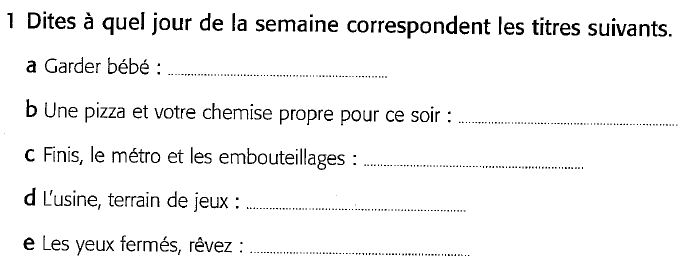 1 Dites à quel jour de la semaine correspondent les titres suivants.
a Garder bébé : ........................................
b Une pizza et votre chemise propre pour ce soir : ........................................
c Finis, le métro et les embouteillages : ........................................
d L'usine, terrain de jeux : ........................................
e Les yeux fermés, rêvez : ........................................